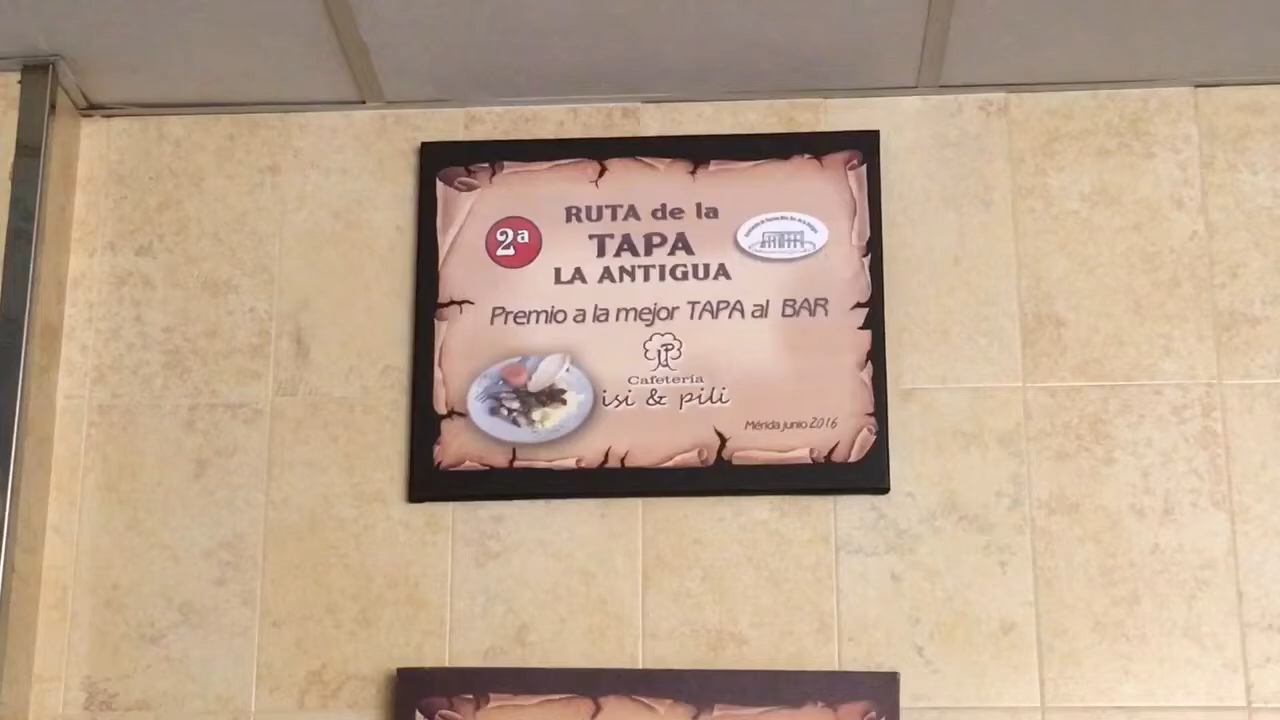 RUTA de la
2ª
TAPA
LA ANTIGUA
Premio a la mejor TAPA al BAR
Cafetería
isi & pili
Mérida junio 2016